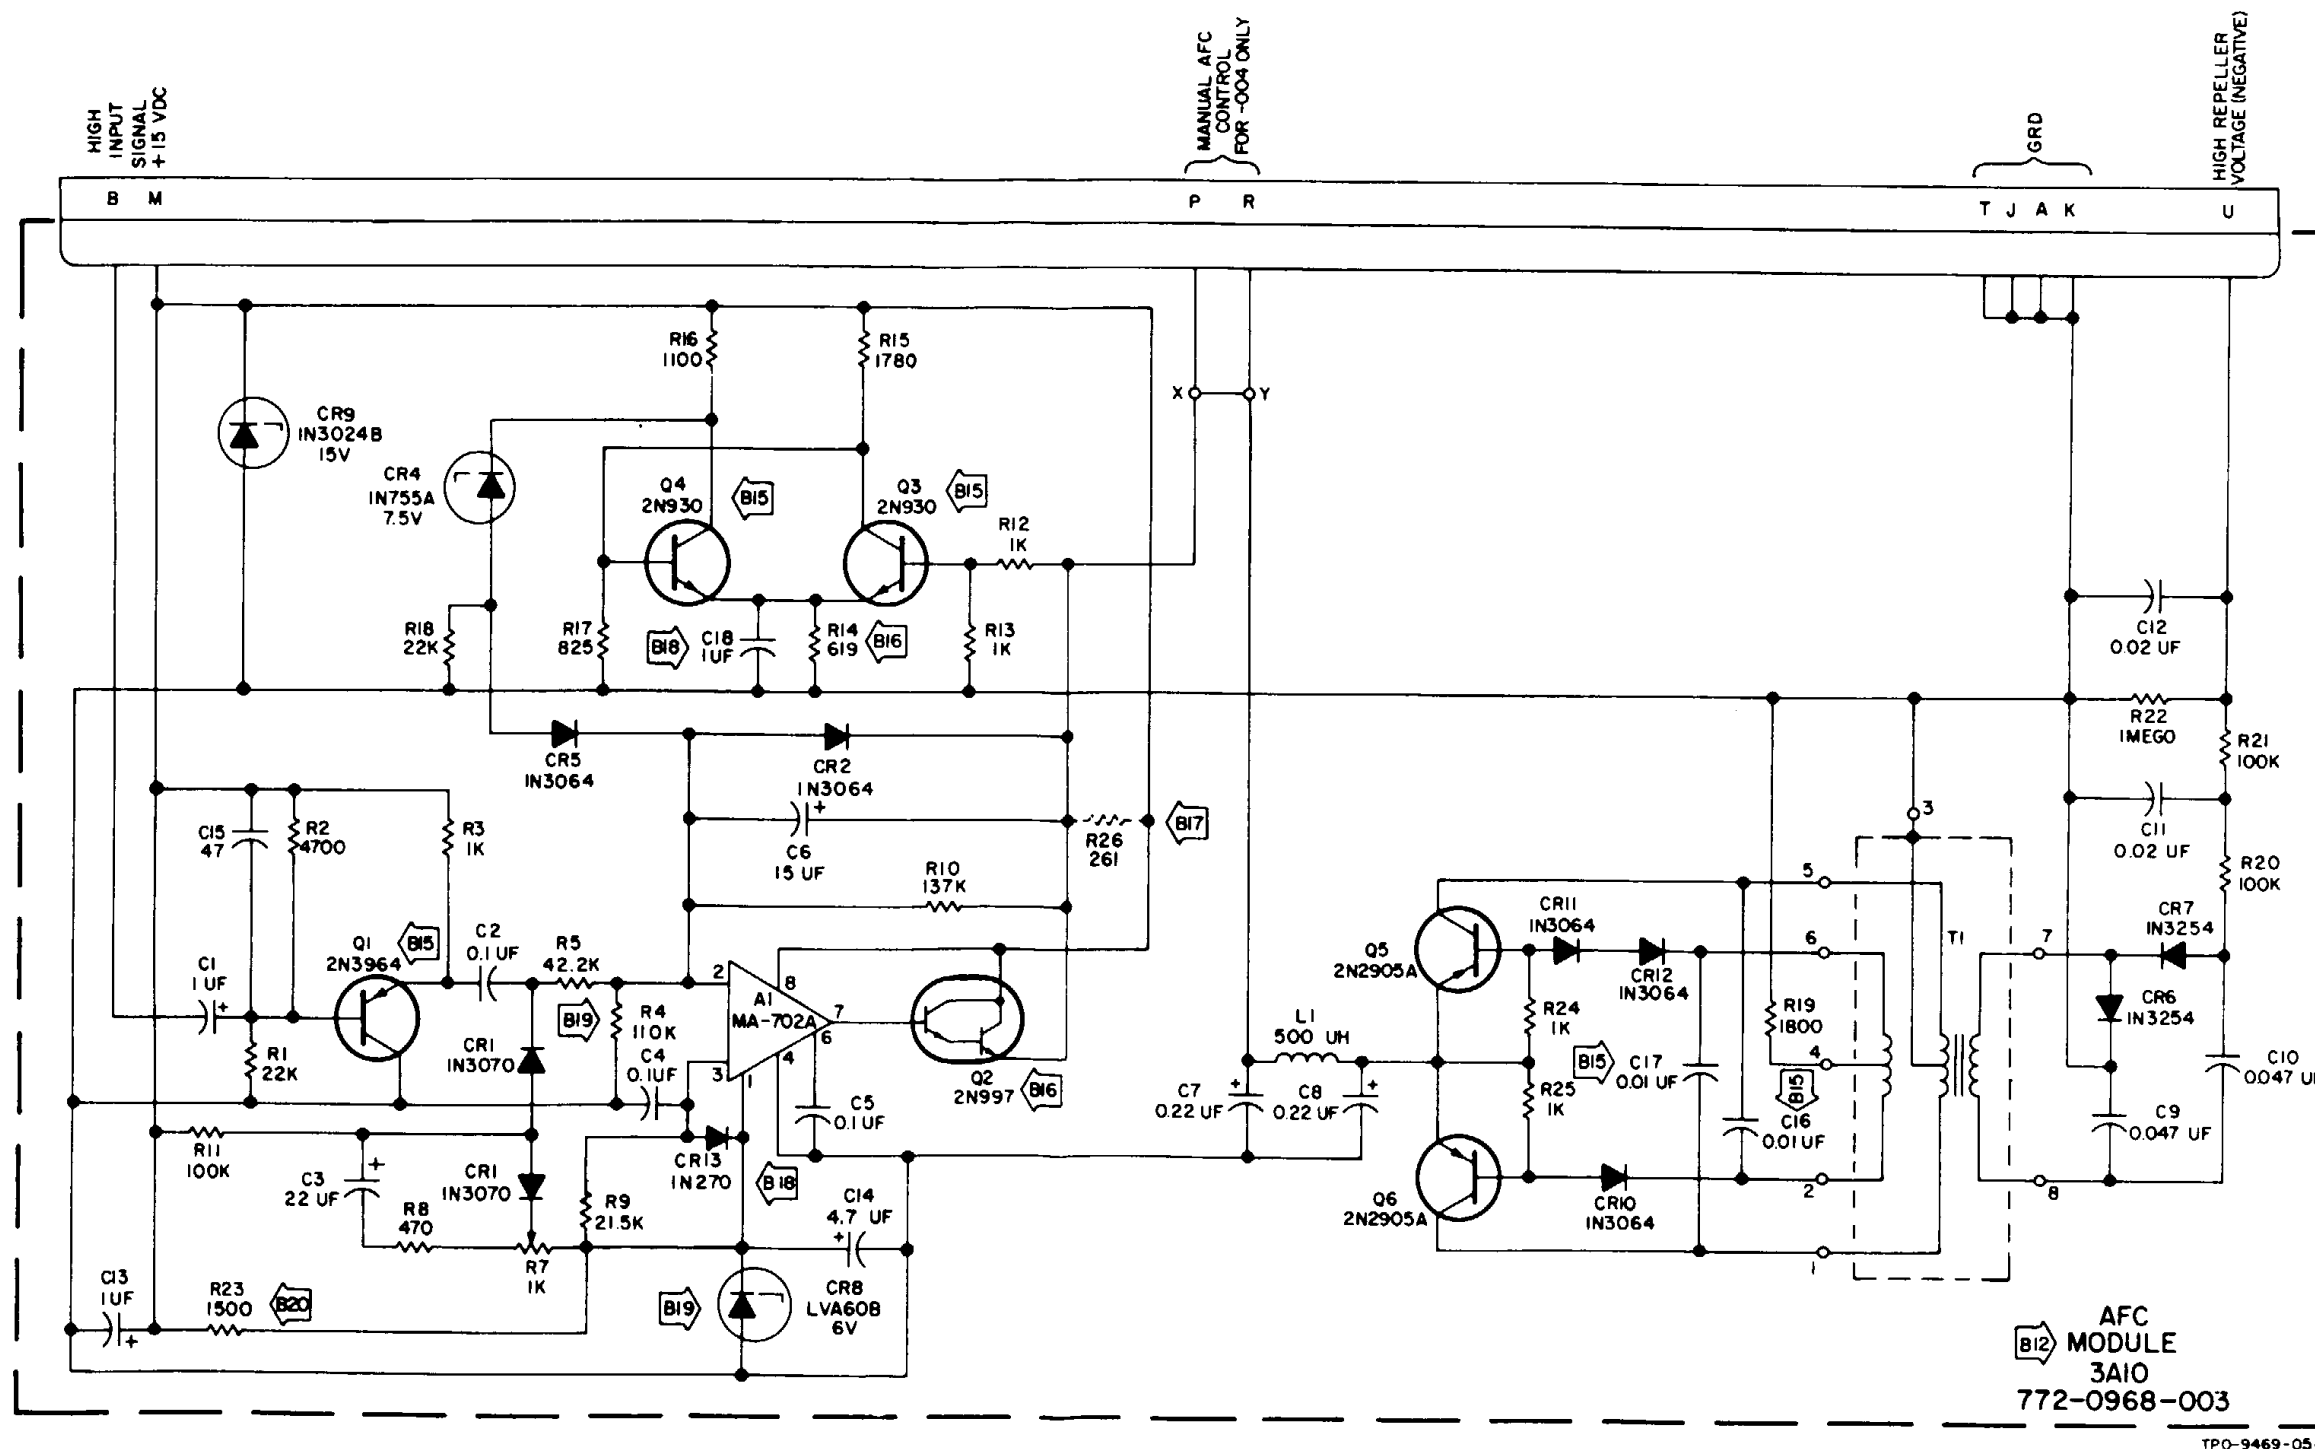 HIGH
INPUT
SIGNAL
+15 VDC
MANUAL AFC
CONTROL
FOR -004 ONLY
GRD
HIGH REPELLER
VOLTAGE (NEGATIVE)
B M P R T J A K U
R16
1100
R15
1780
X Y
CR9
1N3024B
15V
CR4
1N755A
7.5V
Q4
2N930
B15
Q3
2N930
B15
R12
1K
R18
22K
R17
825
B18
C18
1UF
R14
619
B16
R13
1K
C12
0.02 UF
R22
1MEGO
R21
100K
CR5
1N3064
CR2
1N3064
C15
47
R2
4700
R3
1K
C6
15 UF
R26
261
B17
3
C11
0.02 UF
R20
100K
R10
137K
5
Q1
2N3964
B15
C2
0.1 UF
R5
42.2K
CR11
1N3064
CR7
1N3254
C1
1 UF
2
8
A1
MA-702A
7
6
4
3
1
Q5
2N2905A
CR12
1N3064
6
T1
7
B19
R4
110K
R24
1K
R19
1800
CR6
1N3254
R1
22K
CR1
1N3070
C4
0.1UF
Q2
2N997
B16
L1
500 UH
B15
C17
0.01 UF
4
B15
C10
0.047 UF
C5
0.1 UF
C7
0.22 UF
C8
0.22 UF
R25
1K
C16
0.01UF
C9
0.047 UF
R11
100K
CR1
1N3070
CR13
1N270
B18
C3
22 UF
R9
21.5K
C14
4.7 UF
Q6
2N2905A
CR10
1N3064
2
8
R8
470
R7
1K
1
C13
1UF
R23
1500
B20
B19
CR8
LVA60B
6V
B12
AFC
MODULE
3A10
772-0968-003
TPO-9469-05